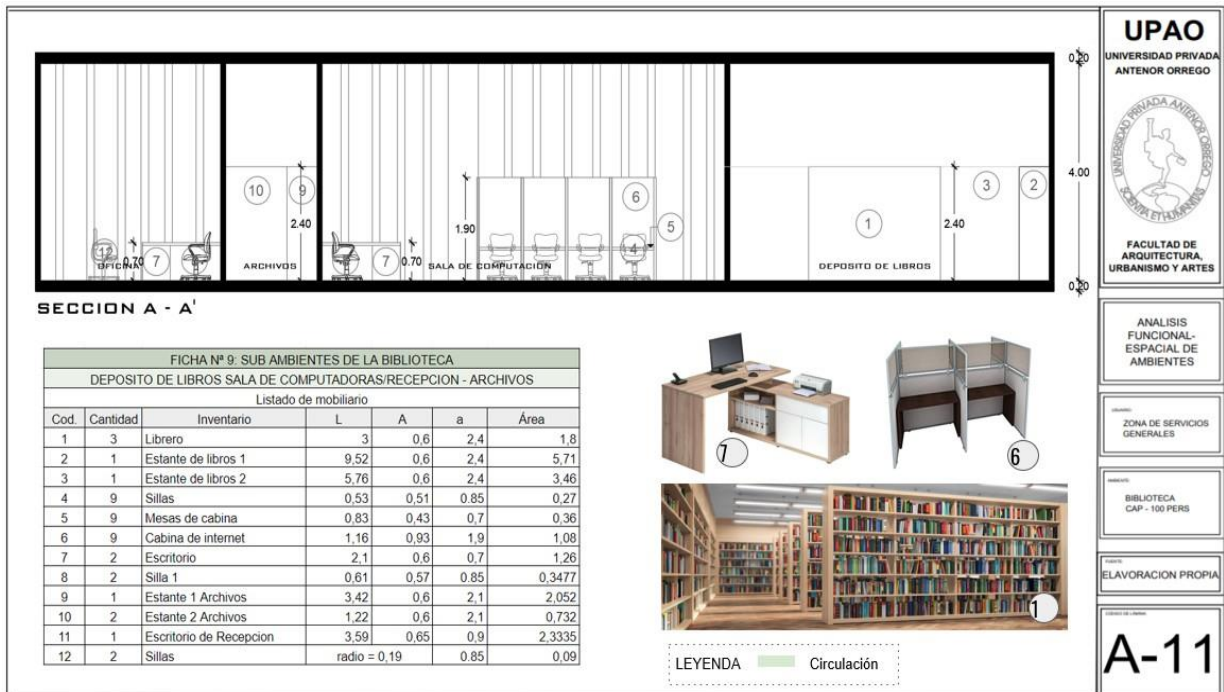 0,20
10
9
6
3
2
4.00
2.40
1
2.40
5
1.90
12
0.70
7
7
0.70
4
OFICINA
ARCHIVOS
SALA DE COMPUTACION
DEPOSITO DE LIBROS
0,20
SECCION A - A'
FICHA Nª 9: SUB AMBIENTES DE LA BIBLIOTECA
DEPOSITO DE LIBROS SALA DE COMPUTADORAS/RECEPCION - ARCHIVOS
Listado de mobiliario
Cod. Cantidad Inventario L A a Área
1 3 Librero 3 0,6 2,4 1,8
2 1 Estante de libros 1 9,52 0,6 2,4 5,71
3 1 Estante de libros 2 5,76 0,6 2,4 3,46
4 9 Sillas 0,53 0,51 0.85 0,27
5 9 Mesas de cabina 0,83 0,43 0,7 0,36
6 9 Cabina de internet 1,16 0,93 1,9 1,08
7 2 Escritorio 2,1 0,6 0,7 1,26
8 2 Silla 1 0,61 0,57 0.85 0,3477
9 1 Estante 1 Archivos 3,42 0,6 2,1 2,052
10 2 Estante 2 Archivos 1,22 0,6 2,1 0,732
11 1 Escritorio de Recepcion 3,59 0,65 0,9 2,3335
12 2 Sillas radio = 0,19 0.85 0,09
7
6
1
LEYENDA Circulación
UPAO
UNIVERSIDAD PRIVADA
ANTENOR ORREGO
UNIVERSIDAD PRIVADA ANTENOR ORREGO
SCIENTIA ET HUMANITAS
FACULTAD DE
ARQUITECTURA,
URBANISMO Y ARTES
ANALISIS
FUNCIONAL-
ESPACIAL DE
AMBIENTES
ZONA DE SERVICIOS
GENERALES
BIBLIOTECA
CAP - 100 PERS
ELAVORACION PROPIA
A-11